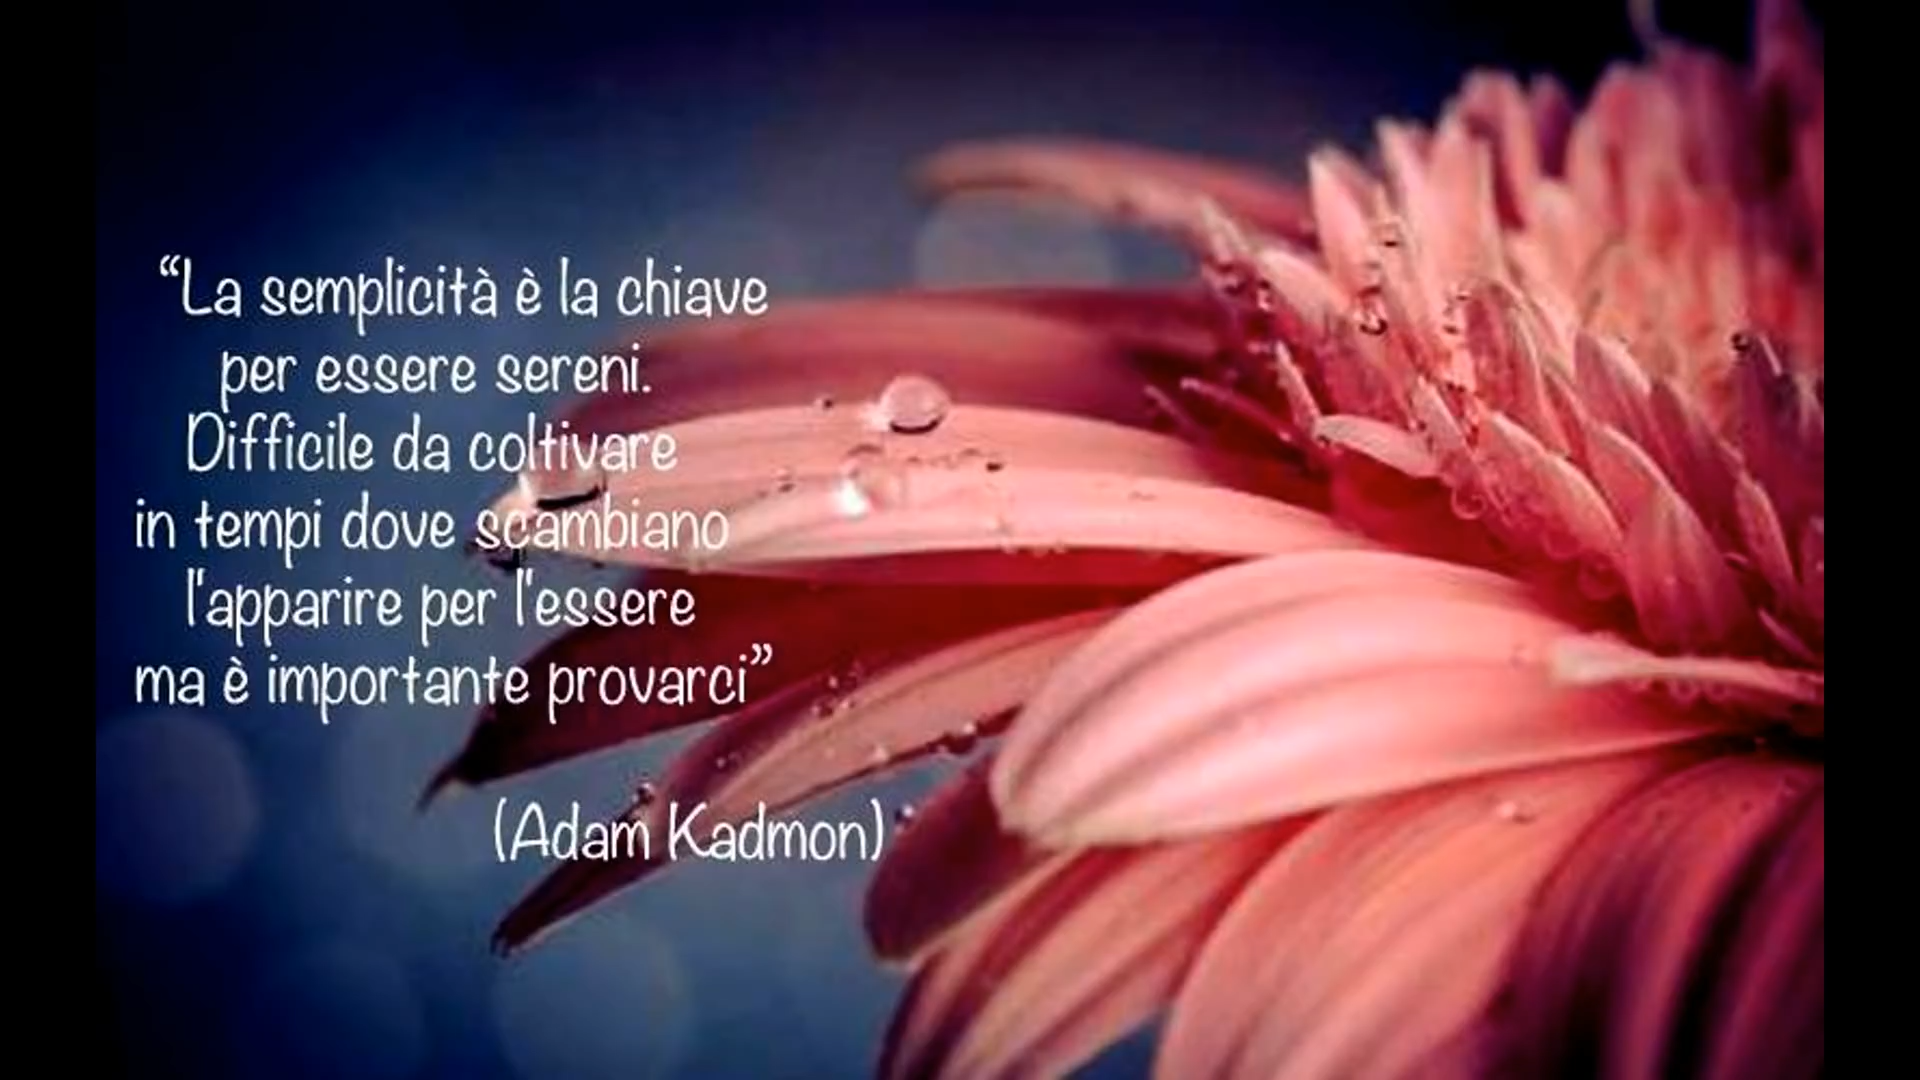 “La semplicità è la chiave
per essere sereni.
Difficile da coltivare
in tempi dove scambiano
l'apparire per l'essere
ma è importante provarci”
(Adam Kadmon)